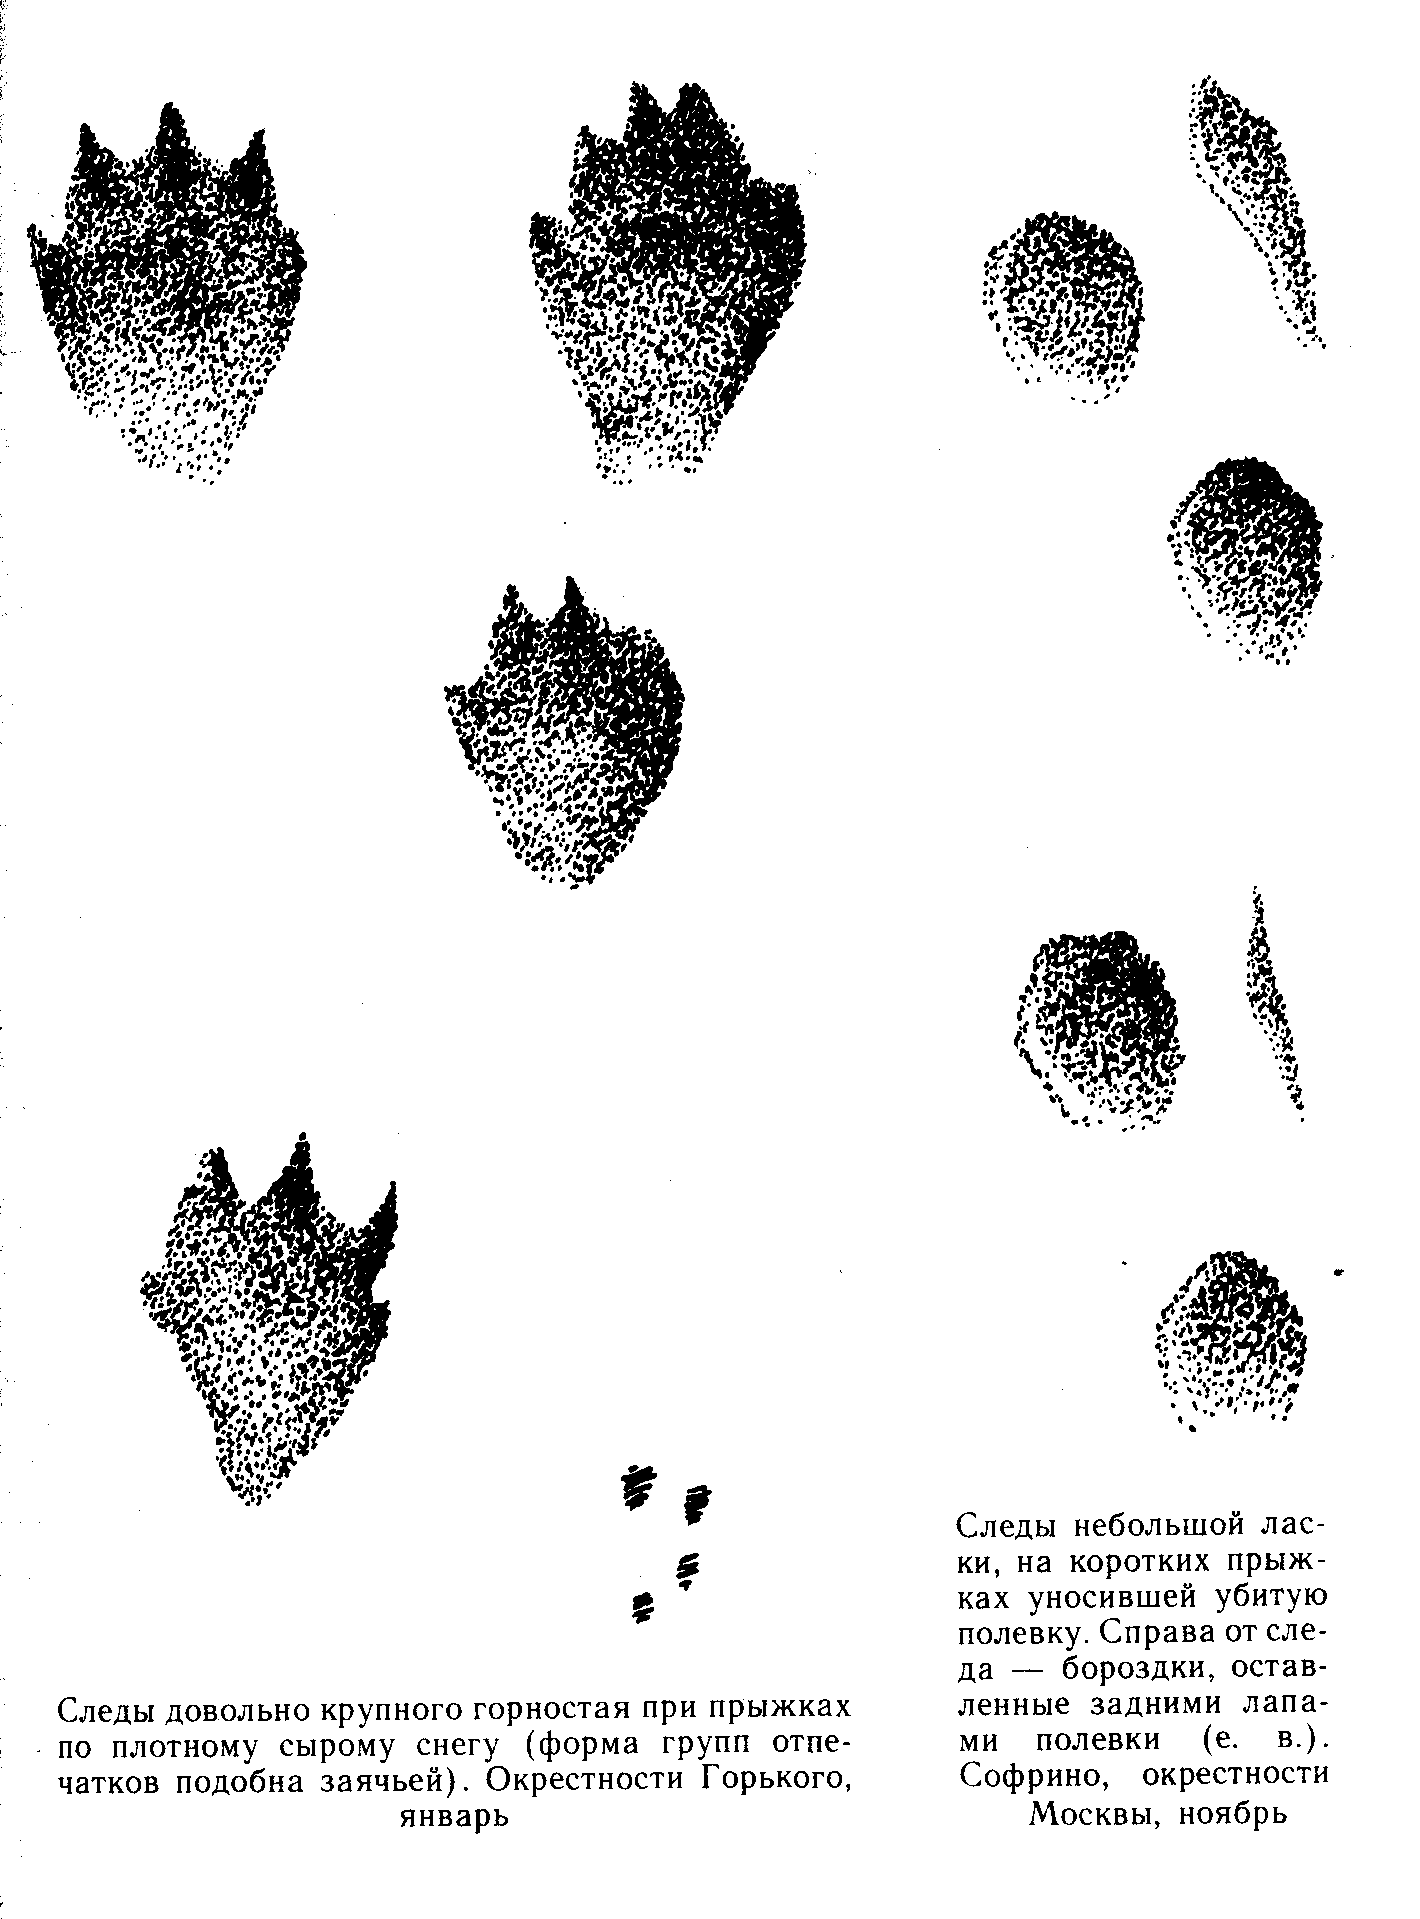 Следы довольно крупного горностая при прыжках
по плотному сырому снегу (форма групп отпе-
чатков подобна заячьей). Окрестности Горького,
январь
Следы небольшой лас-
ки, на коротких прыж-
ках уносившей убитую
полевку. Справа от сле-
да — бороздки, остав-
ленные задними лапа-
ми полевки (е. в.).
Софрино, окрестности
Москвы, ноябрь